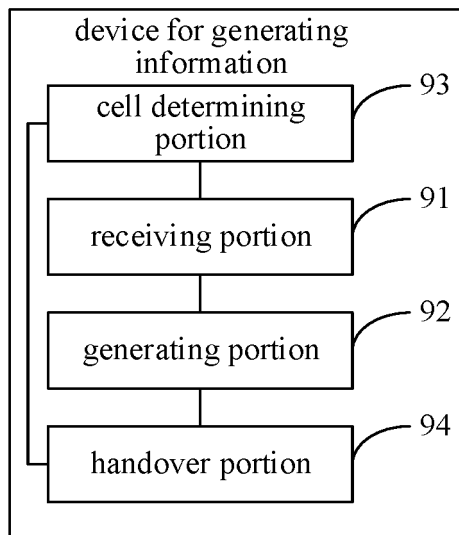 device for generating
information
cell determining
portion
93
receiving portion
91
generating portion
92
handover portion
94